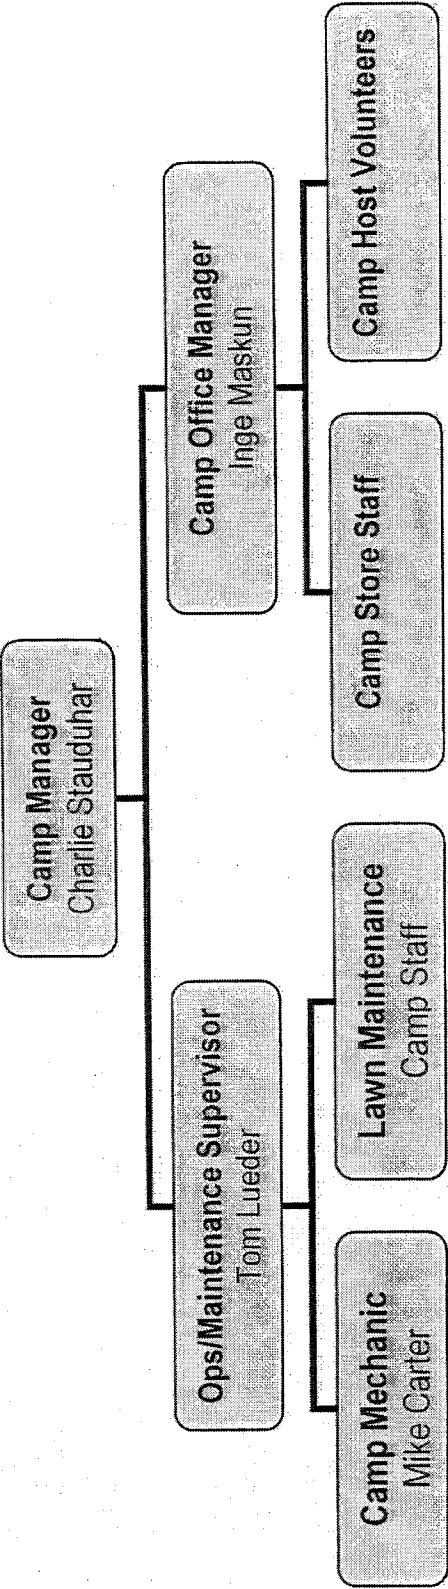 Camp Manager
Charlie Stauduhar
Ops/Maintenance Supervisor
Tom Lueder
Camp Office Manager
Inge Maskun
Camp Mechanic
Mike Carter
Lawn Maintenance
Camp Staff
Camp Store Staff
Camp Host Volunteers